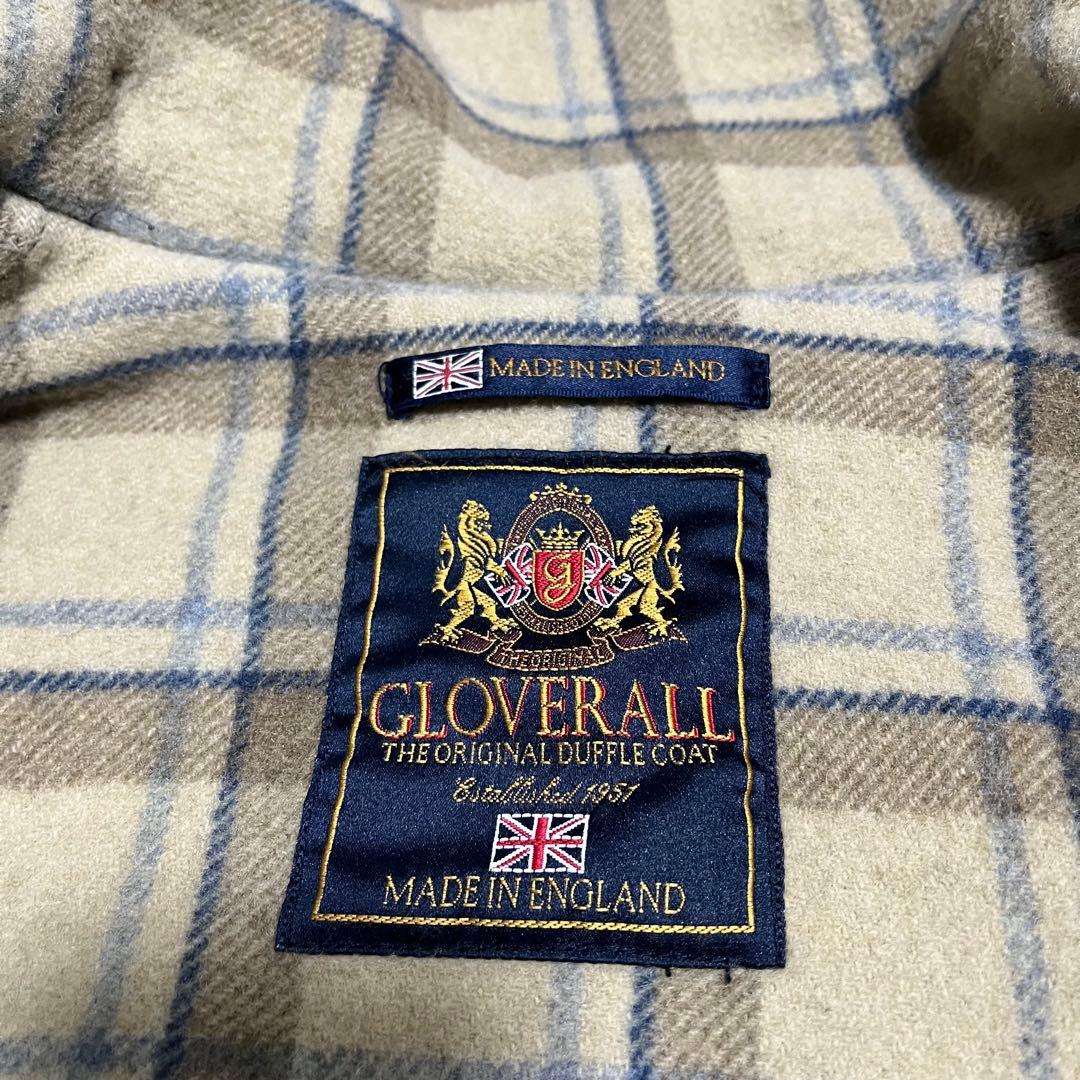 MADE IN ENGLAND
g
THE ORIGINAL
GLOVERALL
THE ORIGINAL DUFFLE COAT
Established 1951
MADE IN ENGLAND